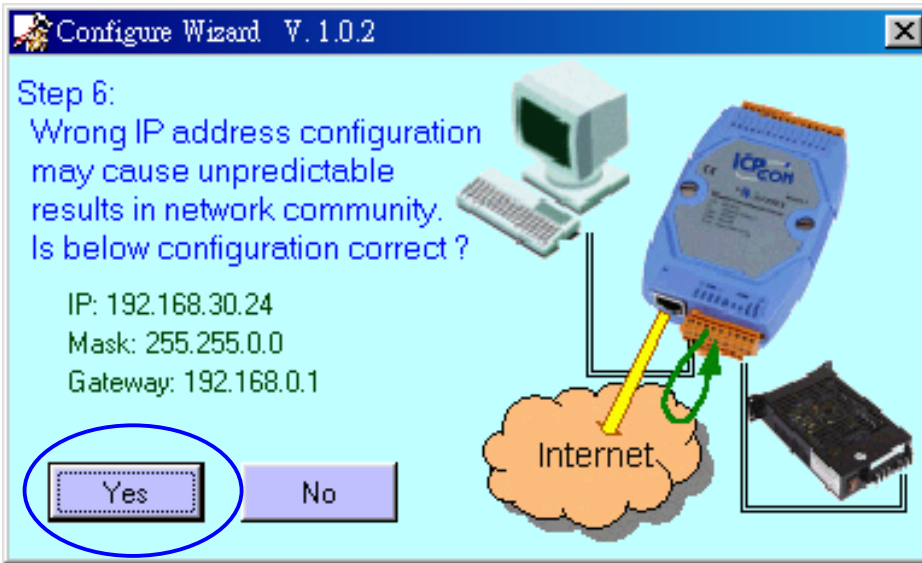 Configure Wizard V. 1.0.2
Step 6:
Wrong IP address configuration
may cause unpredictable
results in network community.
Is below configuration correct ?
IP: 192.168.30.24
Mask: 255.255.0.0
Gateway: 192.168.0.1
Yes
No
ICP
CON
Internet